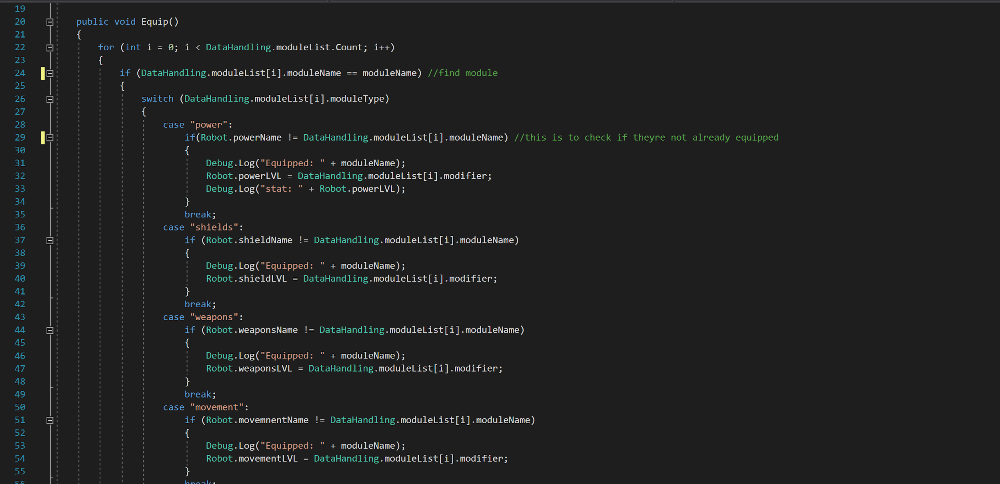 19
20 public void Equip()
21 {
22 for (int i = 0; i < DataHandling.moduleList.Count; i++)
23 {
24 if (DataHandling.moduleList[i].moduleName == moduleName) //find module
25 {
26 switch (DataHandling.moduleList[i].moduleType)
27 {
28 case "power":
29 if(Robot.powerName != DataHandling.moduleList[i].moduleName) //this is to check if theyre not already equipped
30 {
31 Debug.Log("Equipped: " + moduleName);
32 Robot.powerLVL = DataHandling.moduleList[i].modifier;
33 Debug.Log("stat: " + Robot.powerLVL);
34 }
35 break;
36 case "shields":
37 if (Robot.shieldName != DataHandling.moduleList[i].moduleName)
38 {
39 Debug.Log("Equipped: " + moduleName);
40 Robot.shieldLVL = DataHandling.moduleList[i].modifier;
41 }
42 break;
43 case "weapons":
44 if (Robot.weaponsName != DataHandling.moduleList[i].moduleName)
45 {
46 Debug.Log("Equipped: " + moduleName);
47 Robot.weaponsLVL = DataHandling.moduleList[i].modifier;
48 }
49 break;
50 case "movement":
51 if (Robot.movemnentName != DataHandling.moduleList[i].moduleName)
52 {
53 Debug.Log("Equipped: " + moduleName);
54 Robot.movementLVL = DataHandling.moduleList[i].modifier;
55 }
56 break;